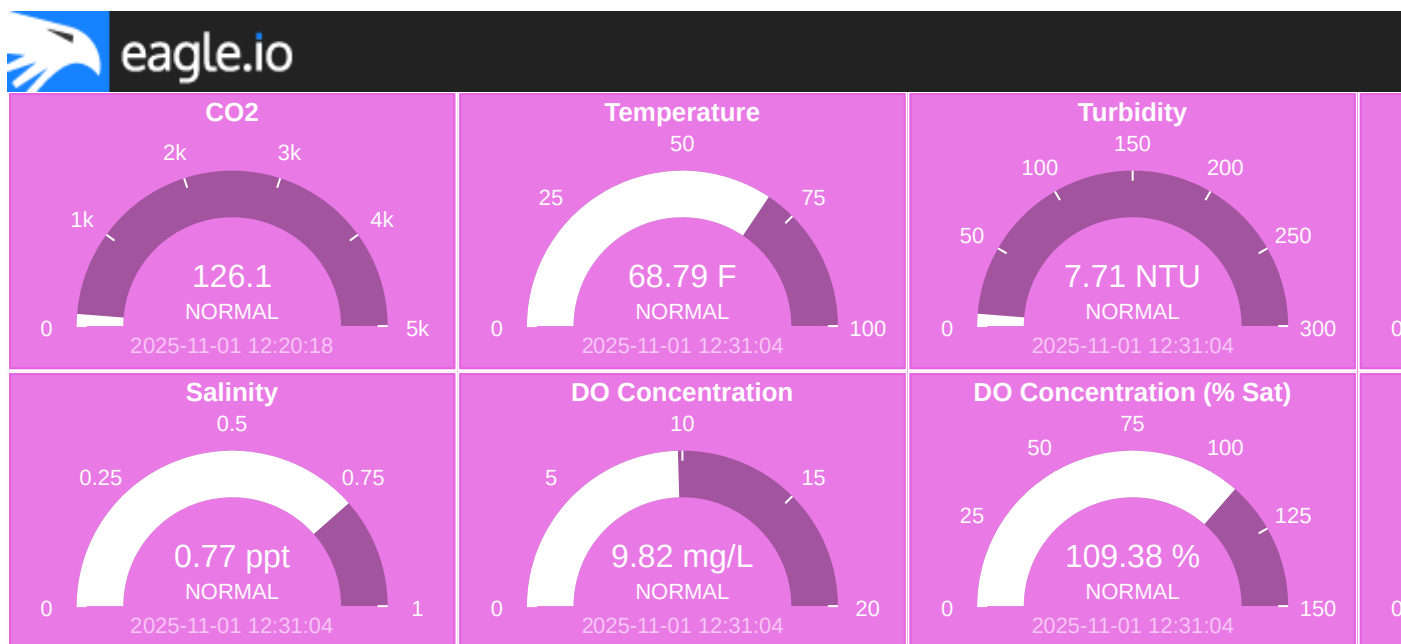 eagle.io
CO2
0
1k
2k
3k
4k
5k
126.1
NORMAL
2025-11-01 12:20:18
Temperature
0
25
50
75
100
68.79 F
NORMAL
2025-11-01 12:31:04
Turbidity
0
50
100
150
200
250
300
7.71 NTU
NORMAL
2025-11-01 12:31:04
0
Salinity
0
0.25
0.5
0.75
1
0.77 ppt
NORMAL
2025-11-01 12:31:04
DO Concentration
0
5
10
15
20
9.82 mg/L
NORMAL
2025-11-01 12:31:04
DO Concentration (% Sat)
0
25
50
75
100
125
150
109.38 %
NORMAL
2025-11-01 12:31:04
0